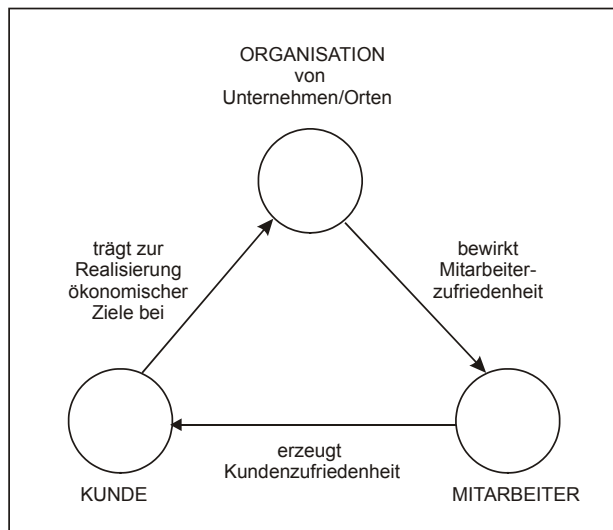 ORGANISATION
von
Unternehmen/Orten
trägt zur
Realisierung
ökonomischer
Ziele bei
bewirkt
Mitarbeiter-
zufriedenheit
erzeugt
Kundenzufriedenheit
KUNDE
MITARBEITER